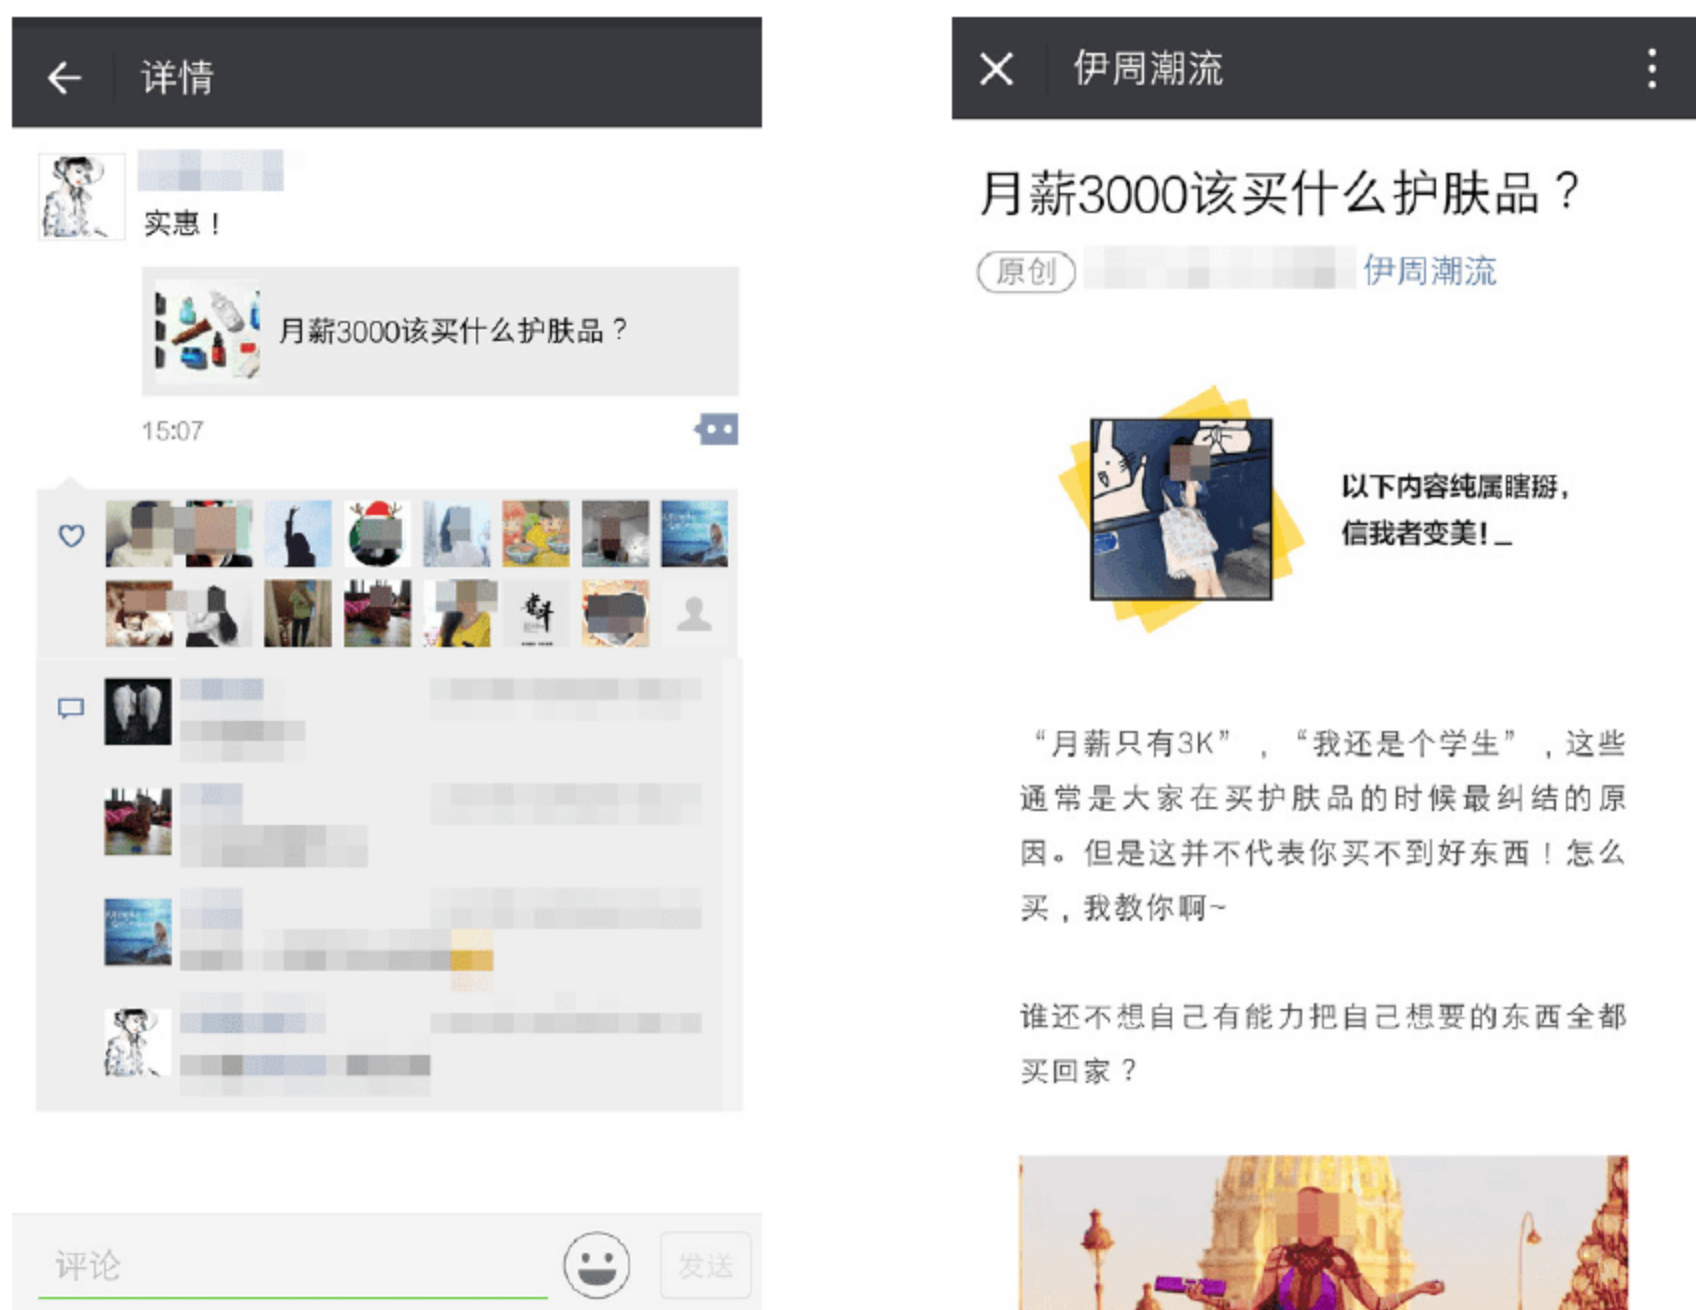 详情
实惠！
月薪3000该买什么护肤品？
15:07
评论
发送
伊周潮流
月薪3000该买什么护肤品？
原创 伊周潮流
以下内容纯属瞎掰，
信我者变美！_
“月薪只有3K”，“我还是个学生”，这些
通常是大家在买护肤品的时候最纠结的原
因。但是这并不代表你买不到好东西！怎么
买，我教你啊~
谁还不想自己有能力把自己想要的东西全都
买回家？